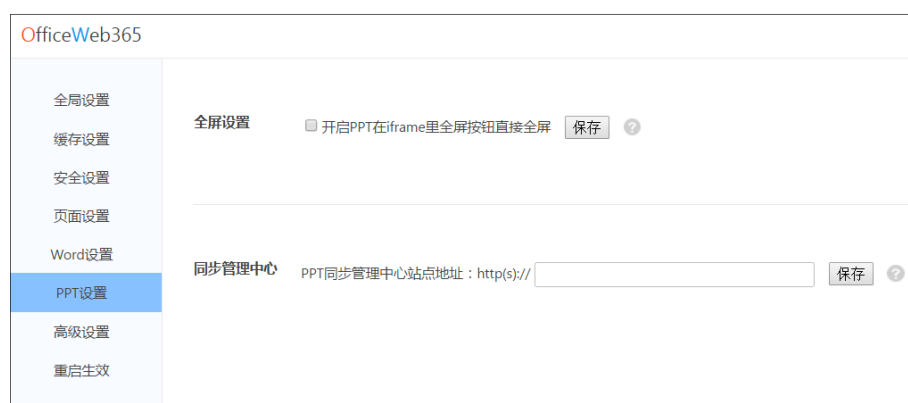 OfficeWeb365
全局设置
缓存设置
安全设置
页面设置
Word设置
PPT设置
高级设置
重启生效
全屏设置 开启PPT在iframe里全屏按钮直接全屏 保存 ?
同步管理中心 PPT同步管理中心站点地址：http(s):// 保存 ?